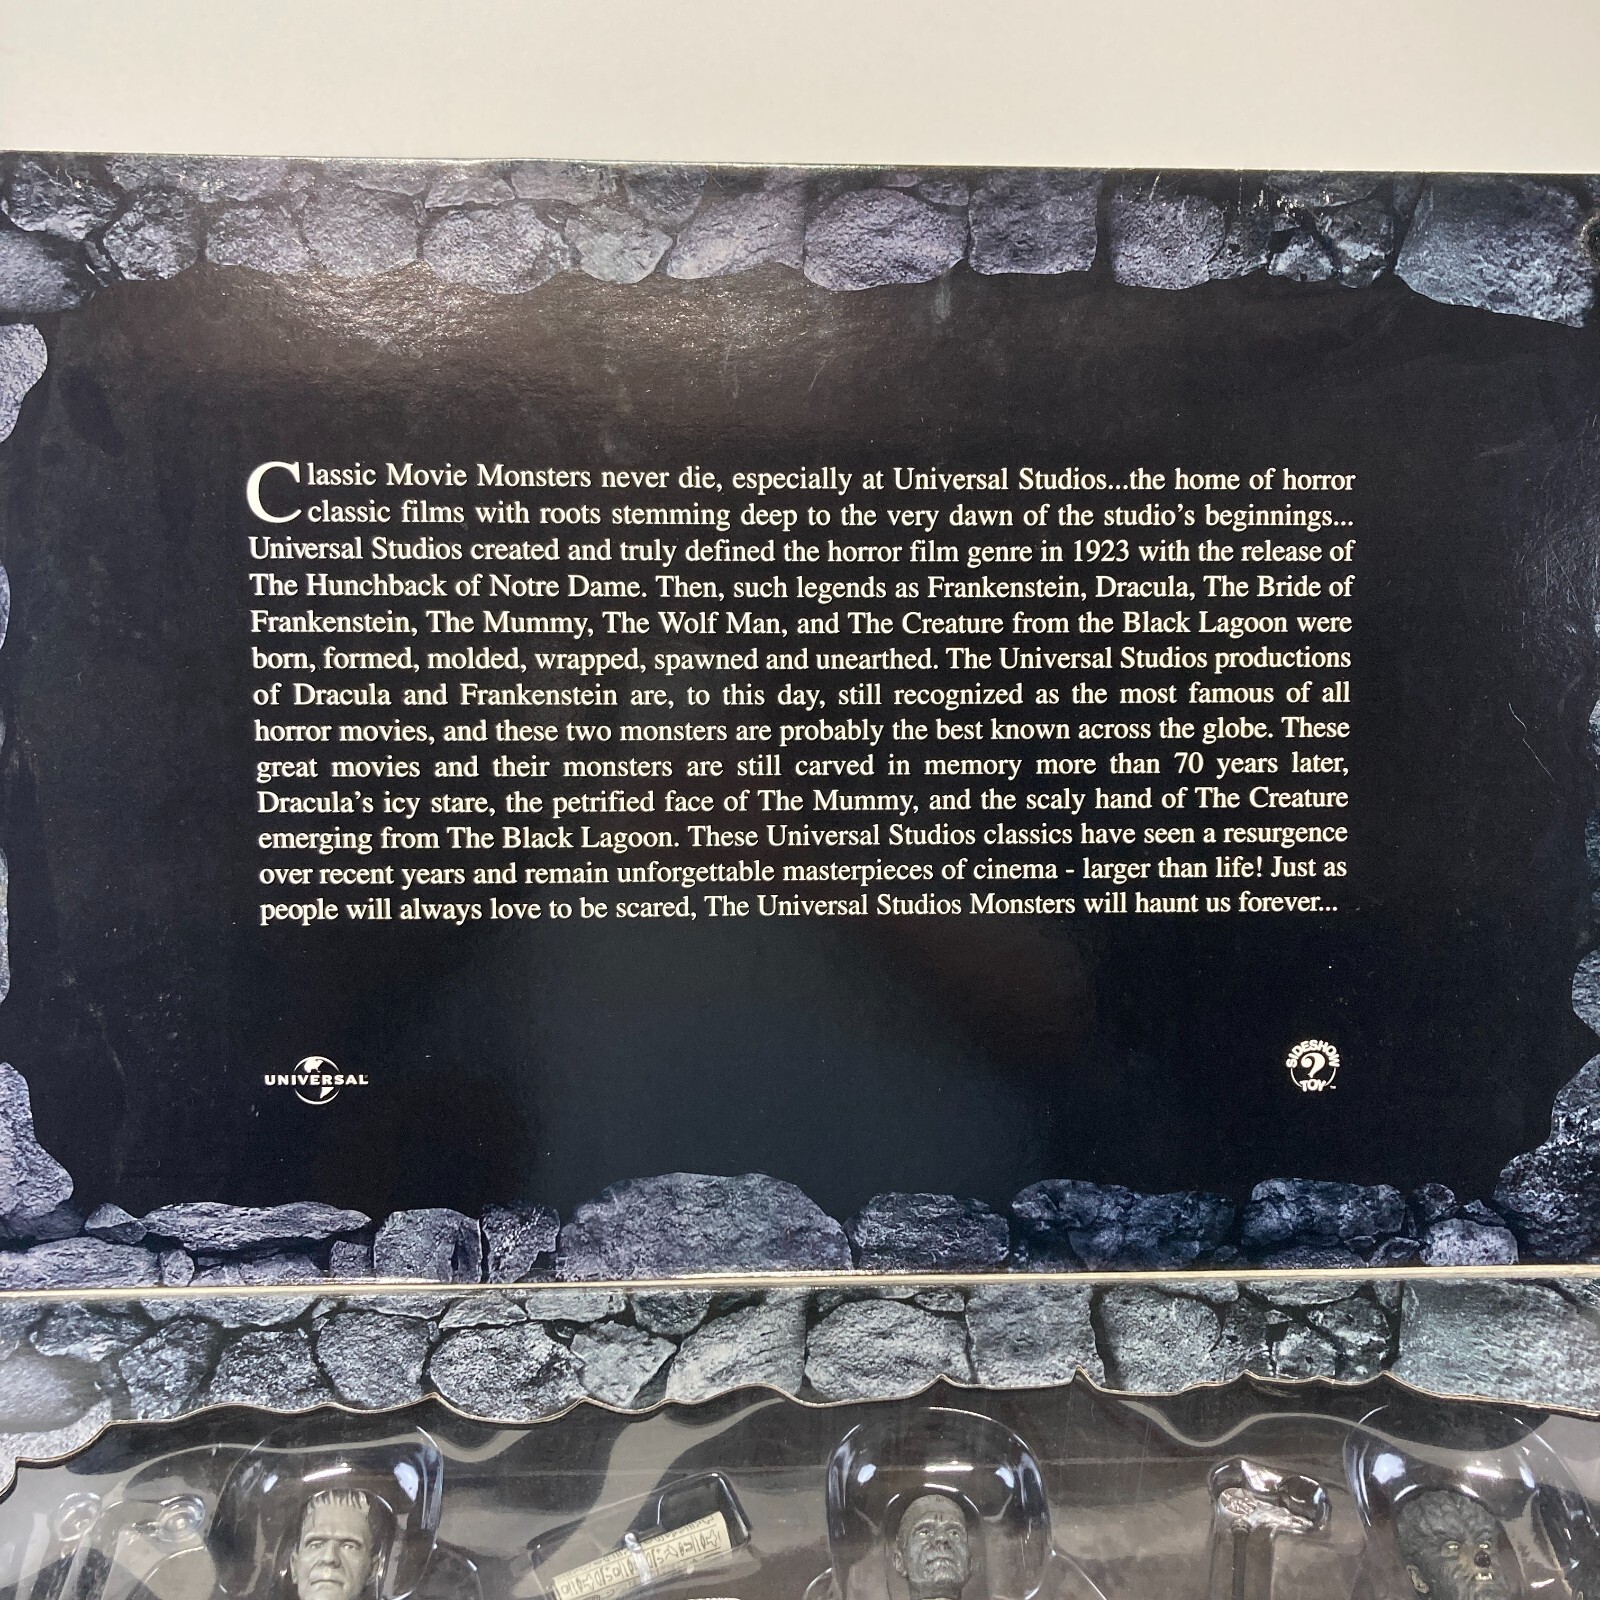 Classic Movie Monsters never die, especially at Universal Studios...the home of horror
classic films with roots stemming deep to the very dawn of the studio's beginnings...
Universal Studios created and truly defined the horror film genre in 1923 with the release of
The Hunchback of Notre Dame. Then, such legends as Frankenstein, Dracula, The Bride of
Frankenstein, The Mummy, The Wolf Man, and The Creature from the Black Lagoon were
born, formed, molded, wrapped, spawned and unearthed. The Universal Studios productions
of Dracula and Frankenstein are, to this day, still recognized as the most famous of all
horror movies, and these two monsters are probably the best known across the globe. These
great movies and their monsters are still carved in memory more than 70 years later,
Dracula's icy stare, the petrified face of The Mummy, and the scaly hand of The Creature
emerging from The Black Lagoon. These Universal Studios classics have seen a resurgence
over recent years and remain unforgettable masterpieces of cinema - larger than life! Just as
people will always love to be scared, The Universal Studios Monsters will haunt us forever...
UNIVERSAL
SIDESHOW
?
TOY™